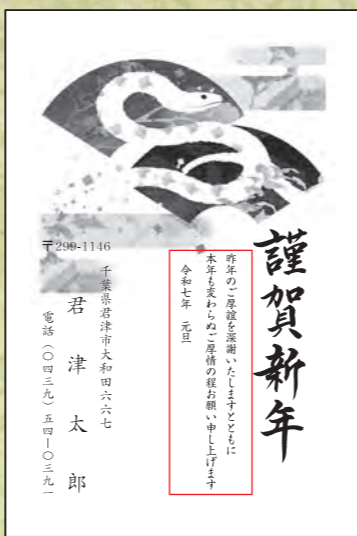 謹賀新年
昨年のご厚誼を深謝いたしますとともに
本年も変わらぬご厚情の程お願い申し上げます
令和七年　元旦
〒299-1146
千葉県君津市大和田六六七
君津太郎
電話（〇四三九）五四ー〇三九一